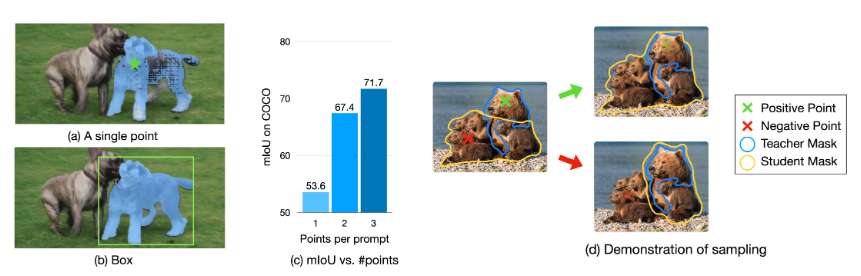 (a) A single point
(b) Box
mIoU on COCO
80
70
60
50
53.6
67.4
71.7
1
2
3
Points per prompt
(c) mIoU vs. #points
(d) Demonstration of sampling
Positive Point
Negative Point
Teacher Mask
Student Mask